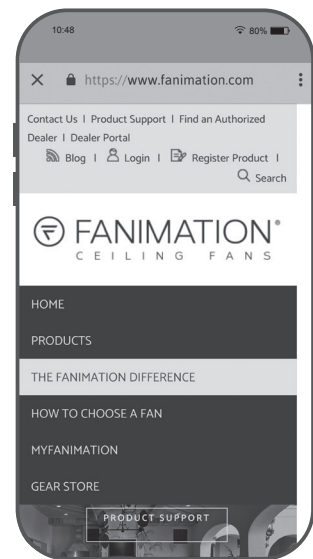 10:48 80%
https://www.fanimation.com
Contact Us | Product Support | Find an Authorized
Dealer | Dealer Portal
Blog | Login | Register Product |
Search
FANIMATION®
CEILING FANS
HOME
PRODUCTS
THE FANIMATION DIFFERENCE
HOW TO CHOOSE A FAN
MYFANIMATION
GEAR STORE
PRODUCT SUPPORT